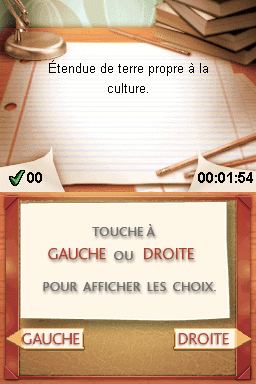 Étendue de terre propre à la
culture.
00
00:01:54
TOUCHE À
GAUCHE OU DROITE
POUR AFFICHER LES CHOIX.
GAUCHE
DROITE